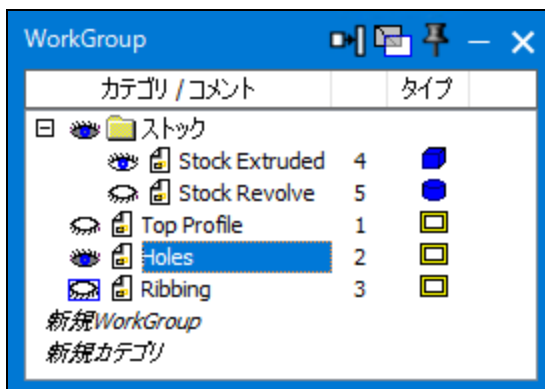 WorkGroup
カテゴリ / コメント タイプ
ストック
Stock Extruded 4
Stock Revolve 5
Top Profile 1
Holes 2
Ribbing 3
新規WorkGroup
新規カテゴリ